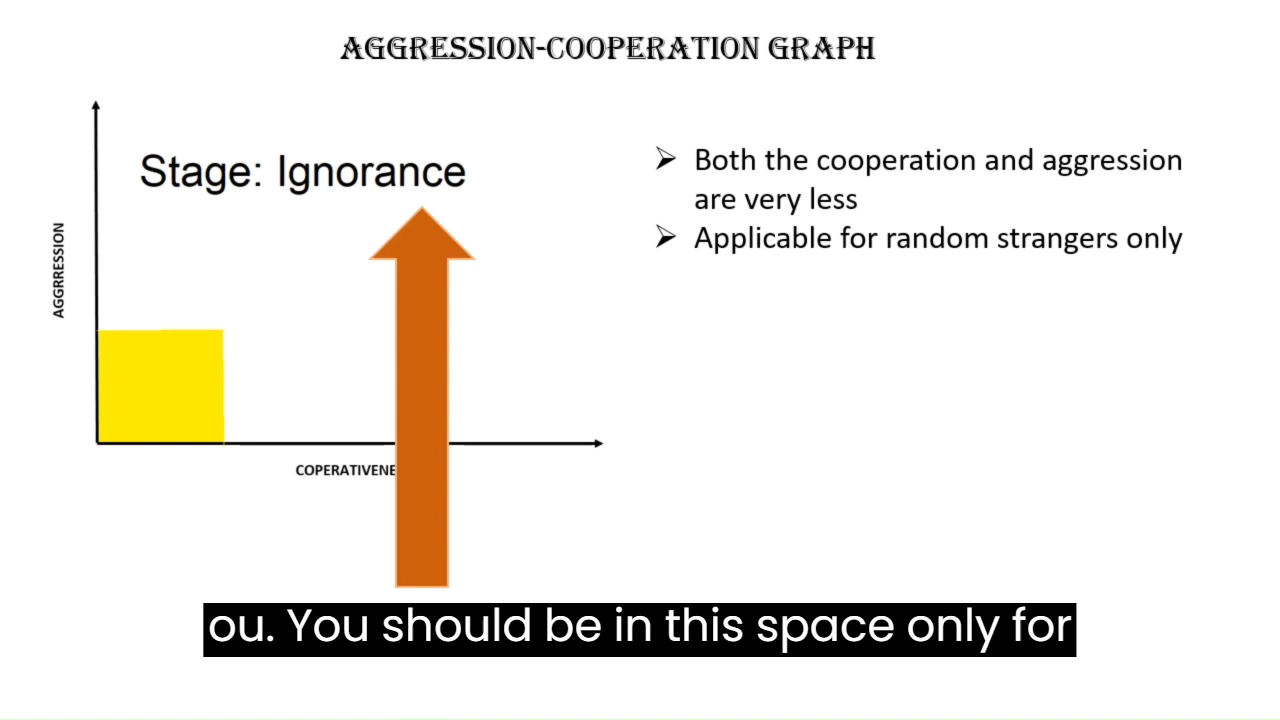 AGGRESSION-COOPERATION GRAPH
Stage: Ignorance
Both the cooperation and aggression
are very less
Applicable for random strangers only
AGGRRESSION
COPERATIVENE
ou. You should be in this space only for